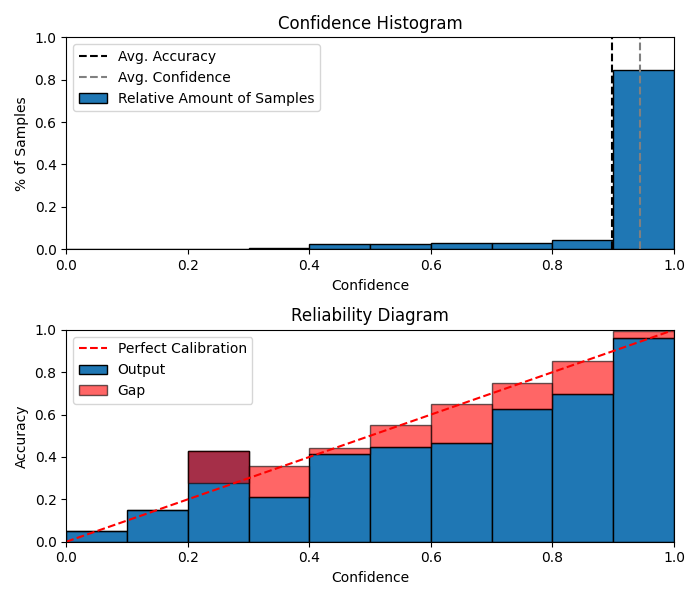 Confidence Histogram
1.0
0.8
0.6
0.4
0.2
0.0
% of Samples
Avg. Accuracy
Avg. Confidence
Relative Amount of Samples
0.0 0.2 0.4 0.6 0.8 1.0
Confidence
Reliability Diagram
1.0
0.8
0.6
0.4
0.2
0.0
Accuracy
Perfect Calibration
Output
Gap
0.0 0.2 0.4 0.6 0.8 1.0
Confidence